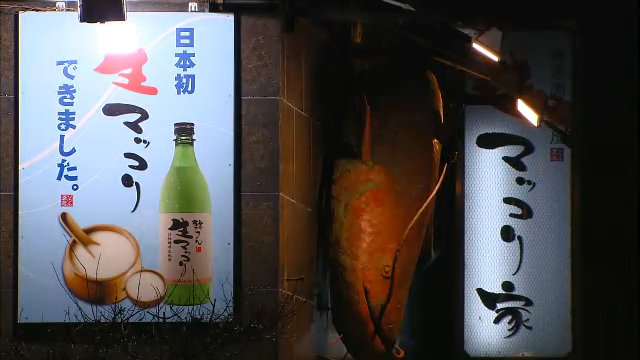 日本初
生マッコリ
できました。
生マッコリ
マッコリ家